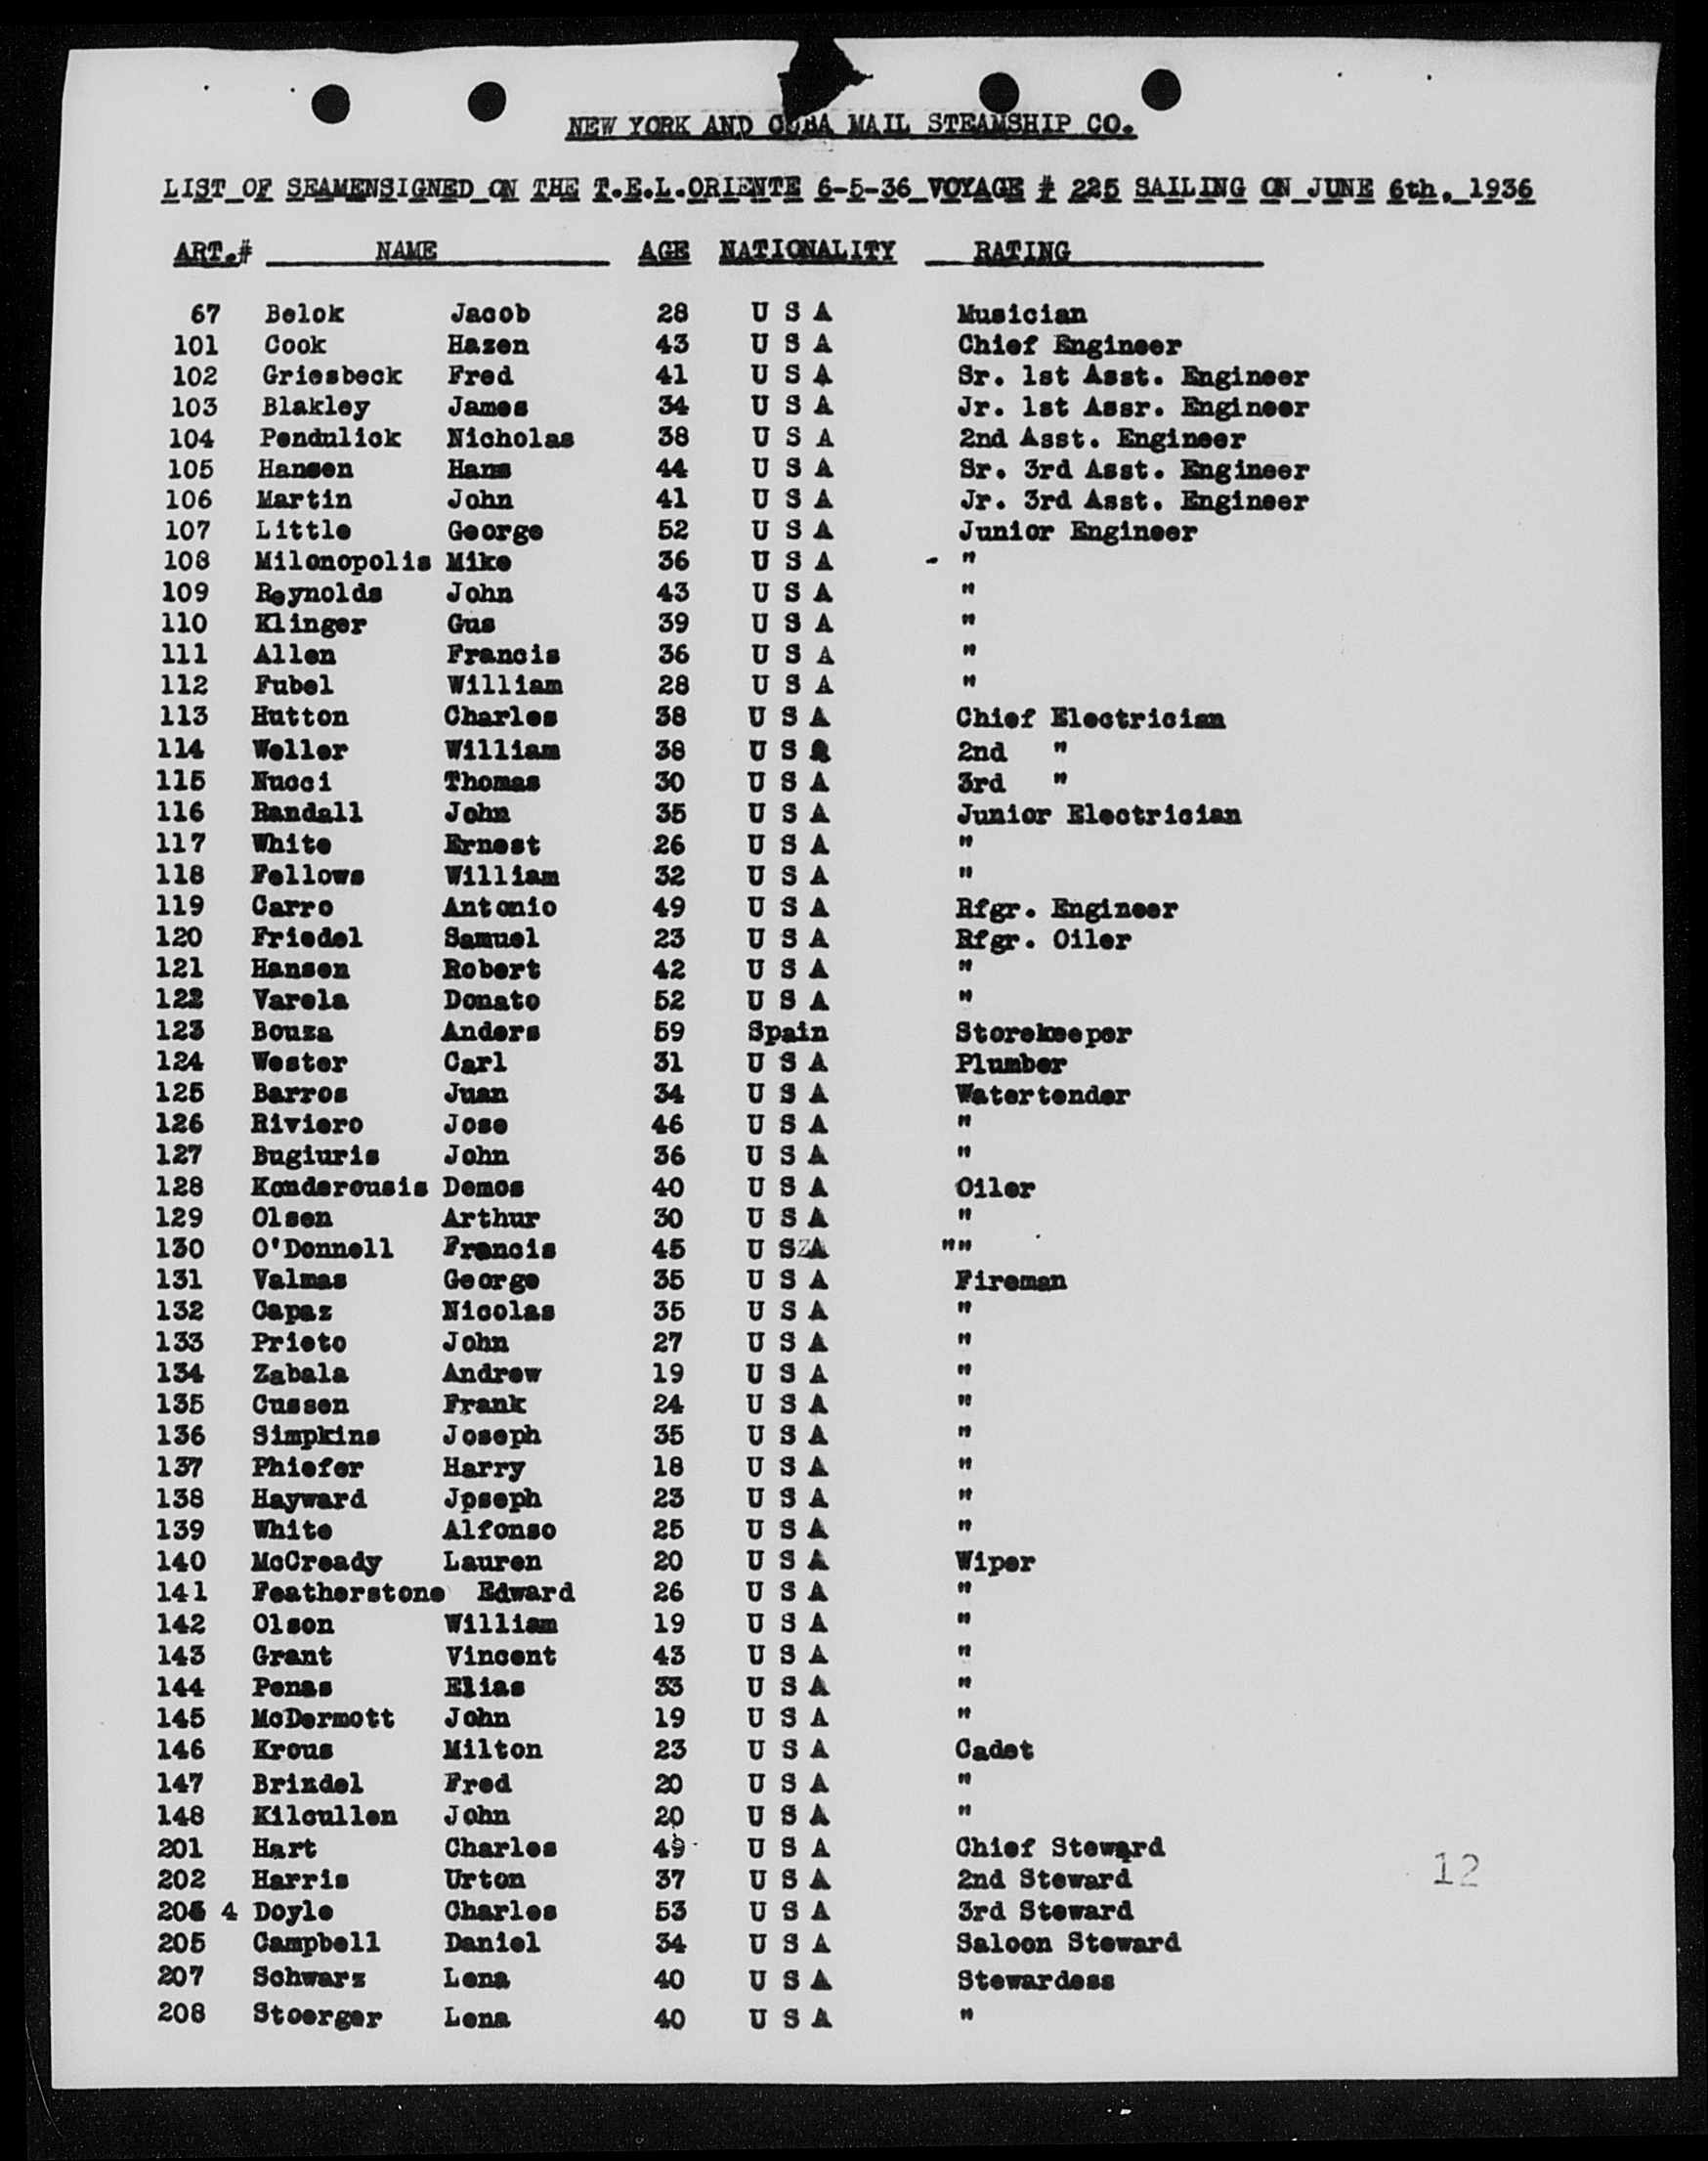 NEW YORK AND CUBA MAIL STEAMSHIP CO.
LIST OF SEAMENSIGNED ON THE T.E.L.ORIENTE 6-5-36 VOYAGE # 225 SAILING ON JUNE 6th. 1936
ART.# NAME AGE NATIONALITY RATING
67 Belok Jacob 28 U S A Musician
101 Cook Hazen 43 U S A Chief Engineer
102 Griesbeck Fred 41 U S A Sr. 1st Asst. Engineer
103 Blakley James 34 U S A Jr. 1st Assr. Engineer
104 Pendulick Nicholas 38 U S A 2nd Asst. Engineer
105 Hansen Hans 44 U S A Sr. 3rd Asst. Engineer
106 Martin John 41 U S A Jr. 3rd Asst. Engineer
107 Little George 52 U S A Junior Engineer
108 Milonopolis Mike 36 U S A - "
109 Reynolds John 43 U S A "
110 Klinger Gus 39 U S A "
111 Allen Francis 36 U S A "
112 Fubel William 28 U S A "
113 Hutton Charles 38 U S A Chief Electrician
114 Weller William 38 U S A 2nd "
115 Nucci Thomas 30 U S A 3rd "
116 Randall John 35 U S A Junior Electrician
117 White Ernest 26 U S A "
118 Fellows William 32 U S A "
119 Carro Antonio 49 U S A Rfgr. Engineer
120 Friedel Samuel 23 U S A Rfgr. Oiler
121 Hansen Robert 42 U S A "
122 Varela Donato 52 U S A "
123 Bouza Anders 59 Spain Storekeeper
124 Wester Carl 31 U S A Plumber
125 Barros Juan 34 U S A Watertender
126 Riviero Jose 46 U S A "
127 Bugiuris John 36 U S A "
128 Konderousis Demos 40 U S A Oiler
129 Olsen Arthur 30 U S A "
130 O'Donnell Francis 45 U S A ""
131 Valmas George 35 U S A Fireman
132 Capaz Nicolas 35 U S A "
133 Prieto John 27 U S A "
134 Zabala Andrew 19 U S A "
135 Cussen Frank 24 U S A "
136 Simpkins Joseph 35 U S A "
137 Phiefer Harry 18 U S A "
138 Hayward Jpseph 23 U S A "
139 White Alfonso 25 U S A "
140 McCready Lauren 20 U S A Wiper
141 Featherstone Edward 26 U S A "
142 Olson William 19 U S A "
143 Grant Vincent 43 U S A "
144 Penas Elias 33 U S A "
145 McDermott John 19 U S A "
146 Krous Milton 23 U S A Cadet
147 Brindel Fred 20 U S A "
148 Kilcullen John 20 U S A "
201 Hart Charles 49 U S A Chief Steward
202 Harris Urton 37 U S A 2nd Steward
203 4 Doyle Charles 53 U S A 3rd Steward
205 Campbell Daniel 34 U S A Saloon Steward
207 Schwarz Lena 40 U S A Stewardess
208 Stoerger Lena 40 U S A "
12